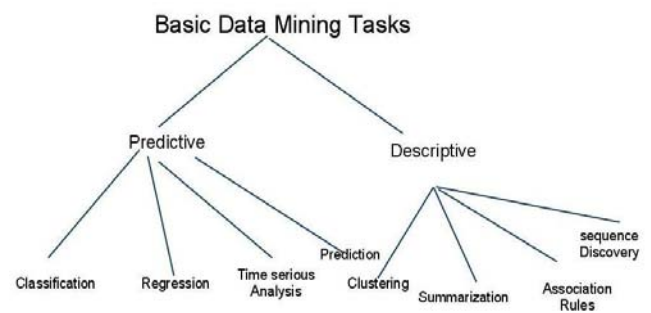 Basic Data Mining Tasks
Predictive
Descriptive
Classification
Regression
Time serious
Analysis
Prediction
Clustering
Summarization
Association
Rules
sequence
Discovery